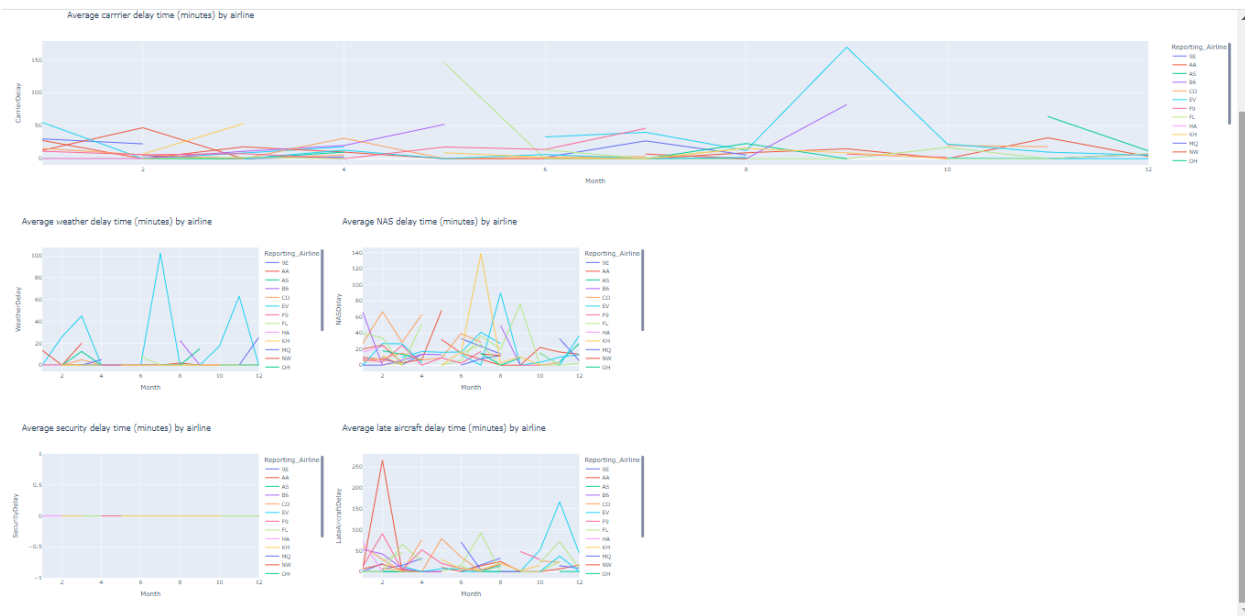 Average carrrier delay time (minutes) by airline
Reporting_Airline
9E
AA
AS
B6
CO
EV
F9
FL
HA
KH
MQ
NW
OH
CarrierDelay
150
100
50
0
2
4
6
8
10
12
Month
Average weather delay time (minutes) by airline
Reporting_Airline
9E
AA
AS
B6
CO
EV
F9
FL
HA
KH
MQ
NW
OH
WeatherDelay
100
80
60
40
20
0
2
4
6
8
10
12
Month
Average NAS delay time (minutes) by airline
Reporting_Airline
9E
AA
AS
B6
CO
EV
F9
FL
HA
KH
MQ
NW
OH
NASDelay
140
120
100
80
60
40
20
0
2
4
6
8
10
12
Month
Average security delay time (minutes) by airline
Reporting_Airline
9E
AA
AS
B6
CO
EV
F9
FL
HA
KH
MQ
NW
OH
SecurityDelay
1
0.5
0
−0.5
−1
2
4
6
8
10
12
Month
Average late aircraft delay time (minutes) by airline
Reporting_Airline
9E
AA
AS
B6
CO
EV
F9
FL
HA
KH
MQ
NW
OH
LateAircraftDelay
250
200
150
100
50
0
2
4
6
8
10
12
Month